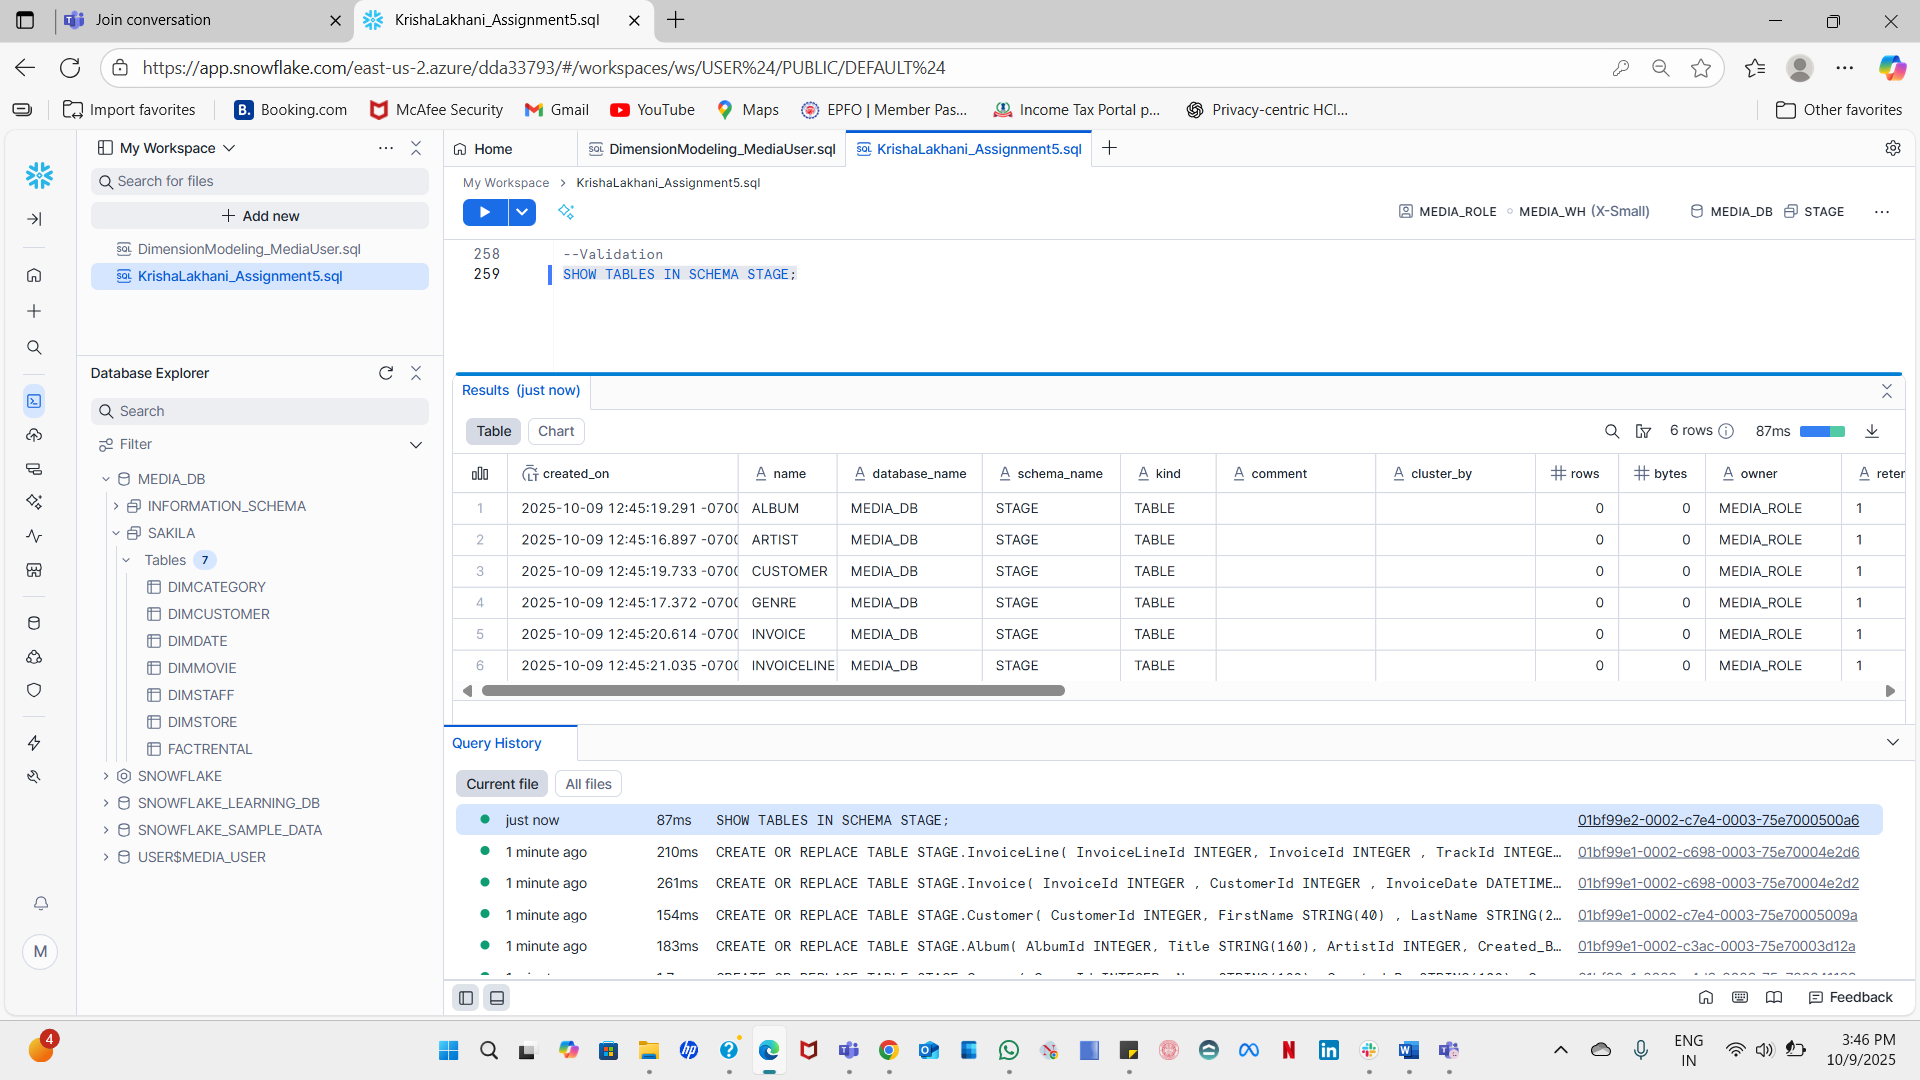 Join conversation
KrishaLakhani_Assignment5.sql
https://app.snowflake.com/east-us-2.azure/dda33793/#/workspaces/ws/USER%24/PUBLIC/DEFAULT%24
Import favorites
B. Booking.com
McAfee Security
Gmail
YouTube
Maps
EPFO | Member Pas...
Income Tax Portal p...
Privacy-centric HCI...
Other favorites
My Workspace
Search for files
Add new
DimensionModeling_MediaUser.sql
KrishaLakhani_Assignment5.sql
Database Explorer
Search
Filter
MEDIA_DB
INFORMATION_SCHEMA
SAKILA
Tables 7
DIMCATEGORY
DIMCUSTOMER
DIMDATE
DIMMOVIE
DIMSTAFF
DIMSTORE
FACTRENTAL
SNOWFLAKE
SNOWFLAKE_LEARNING_DB
SNOWFLAKE_SAMPLE_DATA
USER$MEDIA_USER
M
Home
DimensionModeling_MediaUser.sql
KrishaLakhani_Assignment5.sql
My Workspace > KrishaLakhani_Assignment5.sql
MEDIA_ROLE MEDIA_WH (X-Small) MEDIA_DB STAGE
258 --Validation
259 SHOW TABLES IN SCHEMA STAGE;
Results (just now)
Table Chart
6 rows 87ms
created_on name database_name schema_name kind comment cluster_by rows bytes owner reter
1 2025-10-09 12:45:19.291 -070 ALBUM MEDIA_DB STAGE TABLE 0 0 MEDIA_ROLE 1
2 2025-10-09 12:45:16.897 -070 ARTIST MEDIA_DB STAGE TABLE 0 0 MEDIA_ROLE 1
3 2025-10-09 12:45:19.733 -070 CUSTOMER MEDIA_DB STAGE TABLE 0 0 MEDIA_ROLE 1
4 2025-10-09 12:45:17.372 -070 GENRE MEDIA_DB STAGE TABLE 0 0 MEDIA_ROLE 1
5 2025-10-09 12:45:20.614 -070 INVOICE MEDIA_DB STAGE TABLE 0 0 MEDIA_ROLE 1
6 2025-10-09 12:45:21.035 -070 INVOICELINE MEDIA_DB STAGE TABLE 0 0 MEDIA_ROLE 1
Query History
Current file All files
just now 87ms SHOW TABLES IN SCHEMA STAGE; 01bf99e2-0002-c7e4-0003-75e7000500a6
1 minute ago 210ms CREATE OR REPLACE TABLE STAGE.InvoiceLine( InvoiceLineId INTEGER, InvoiceId INTEGER , TrackId INTEGE... 01bf99e1-0002-c698-0003-75e70004e2d6
1 minute ago 261ms CREATE OR REPLACE TABLE STAGE.Invoice( InvoiceId INTEGER , CustomerId INTEGER , InvoiceDate DATETIME... 01bf99e1-0002-c698-0003-75e70004e2d2
1 minute ago 154ms CREATE OR REPLACE TABLE STAGE.Customer( CustomerId INTEGER, FirstName STRING(40) , LastName STRING(2... 01bf99e1-0002-c7e4-0003-75e70005009a
1 minute ago 183ms CREATE OR REPLACE TABLE STAGE.Album( AlbumId INTEGER, Title STRING(160), ArtistId INTEGER, Created_B... 01bf99e1-0002-c3ac-0003-75e70003d12a
Feedback
4
ENG
IN
3:46 PM
10/9/2025